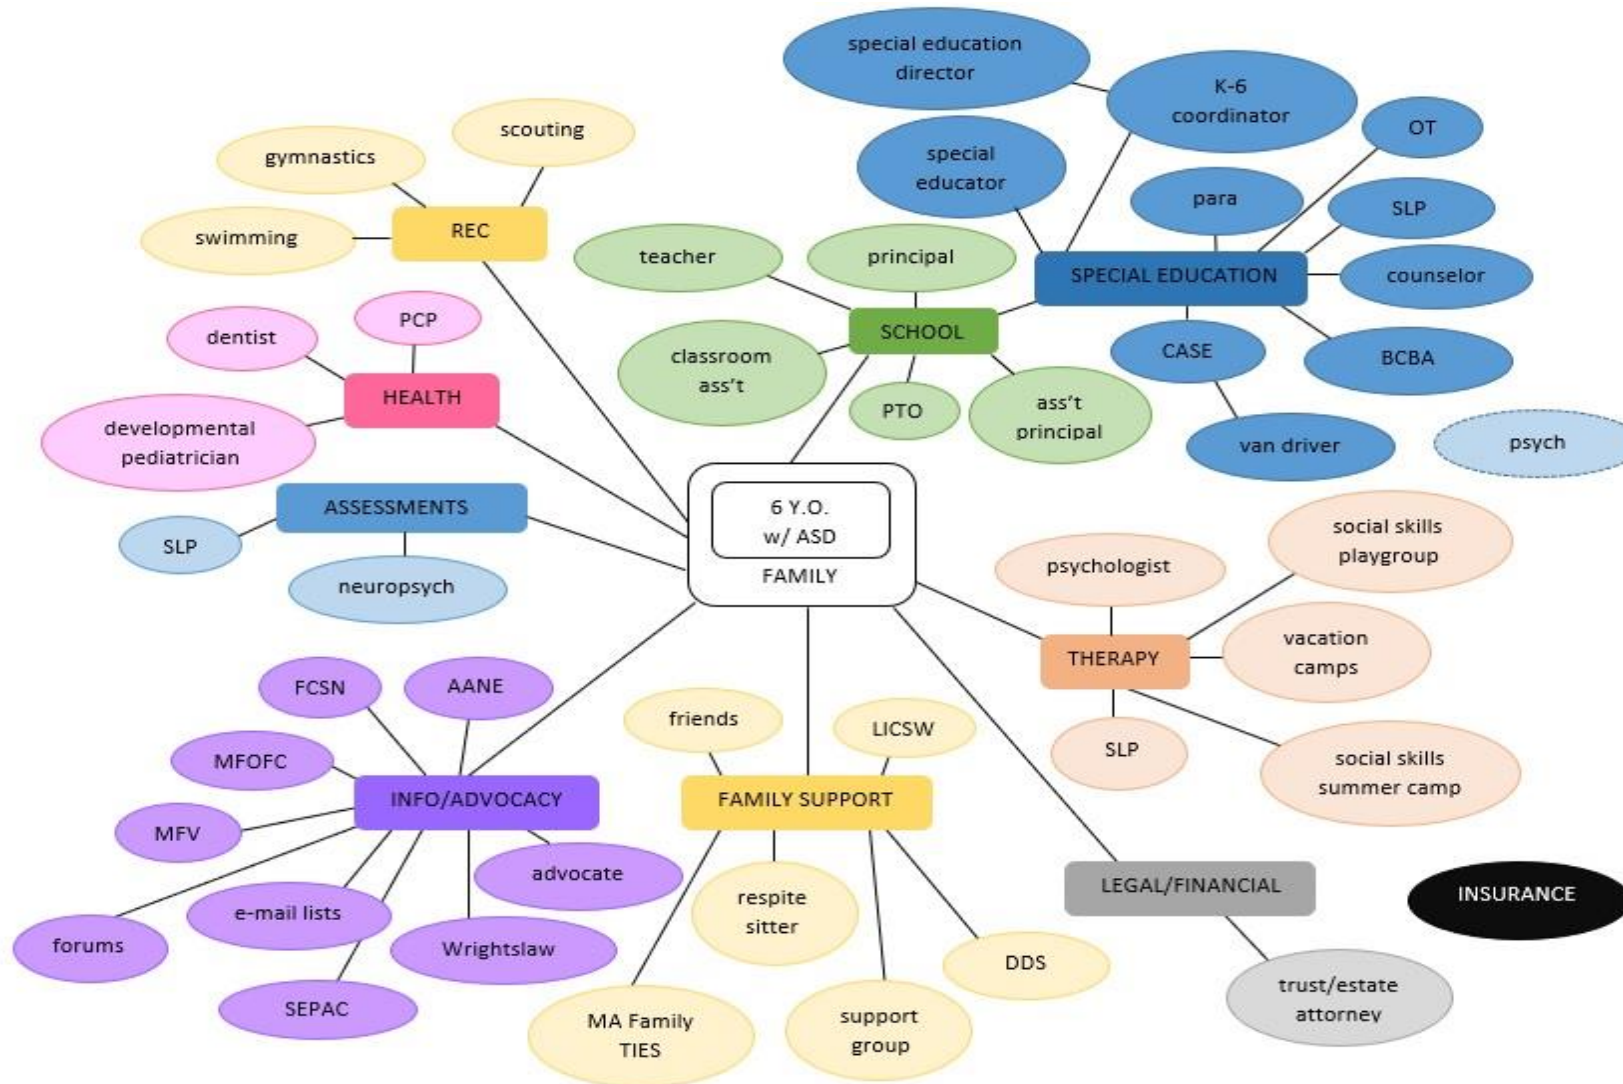 special education
director
K-6
coordinator
OT
scouting
gymnastics
special
educator
para
SLP
REC
swimming
teacher
principal
SPECIAL EDUCATION
counselor
PCP
dentist
SCHOOL
classroom
ass't
CASE
BCBA
HEALTH
PTO
ass't
principal
developmental
pediatrician
van driver
psych
ASSESSMENTS
6 Y.O.
w/ ASD
FAMILY
SLP
neuropsych
psychologist
social skills
playgroup
THERAPY
vacation
camps
FCSN
AANE
friends
LICSW
SLP
social skills
summer camp
MFOFC
INFO/ADVOCACY
FAMILY SUPPORT
MFV
advocate
respite
sitter
LEGAL/FINANCIAL
INSURANCE
e-mail lists
forums
Wrightslaw
DDS
SEPAC
MA Family
TIES
support
group
trust/estate
attorney